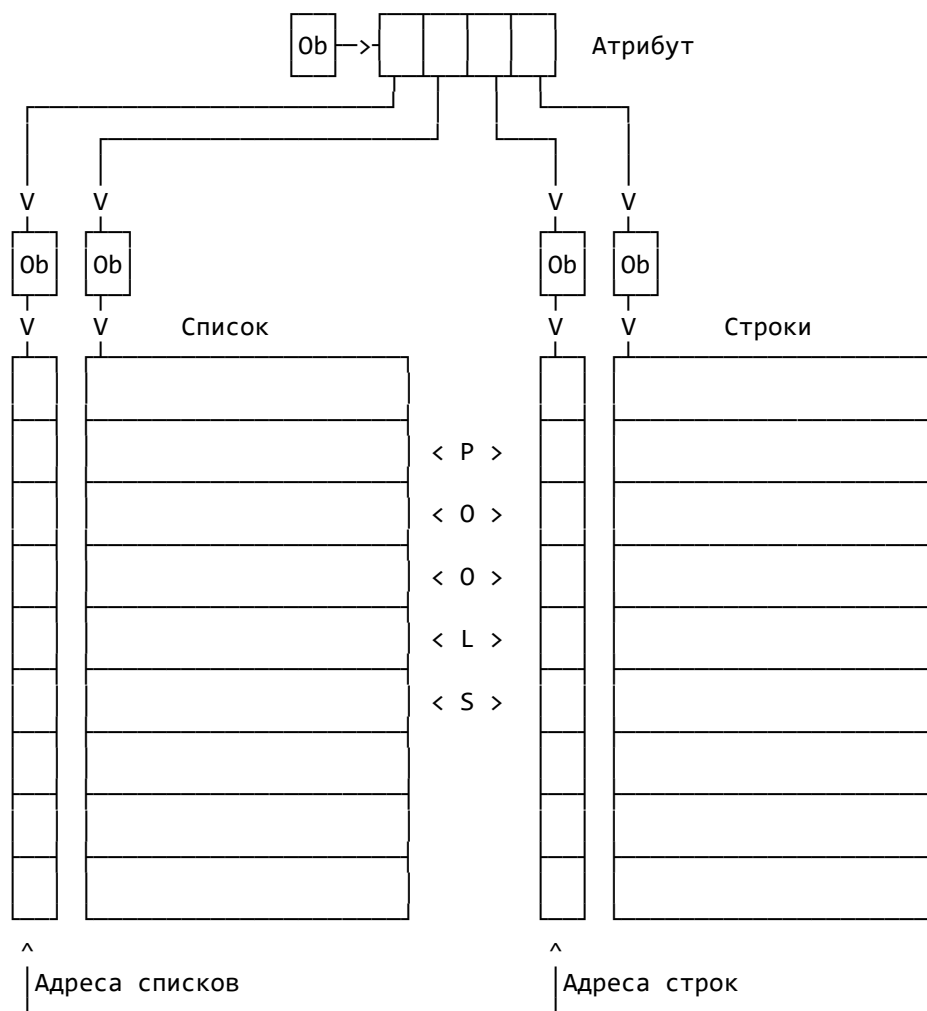 Ob > Атрибут
V V V V
Ob Ob Ob Ob
V V Список V V Строки
< P >
< O >
< O >
< L >
< S >
^ ^
Адреса списков Адреса строк